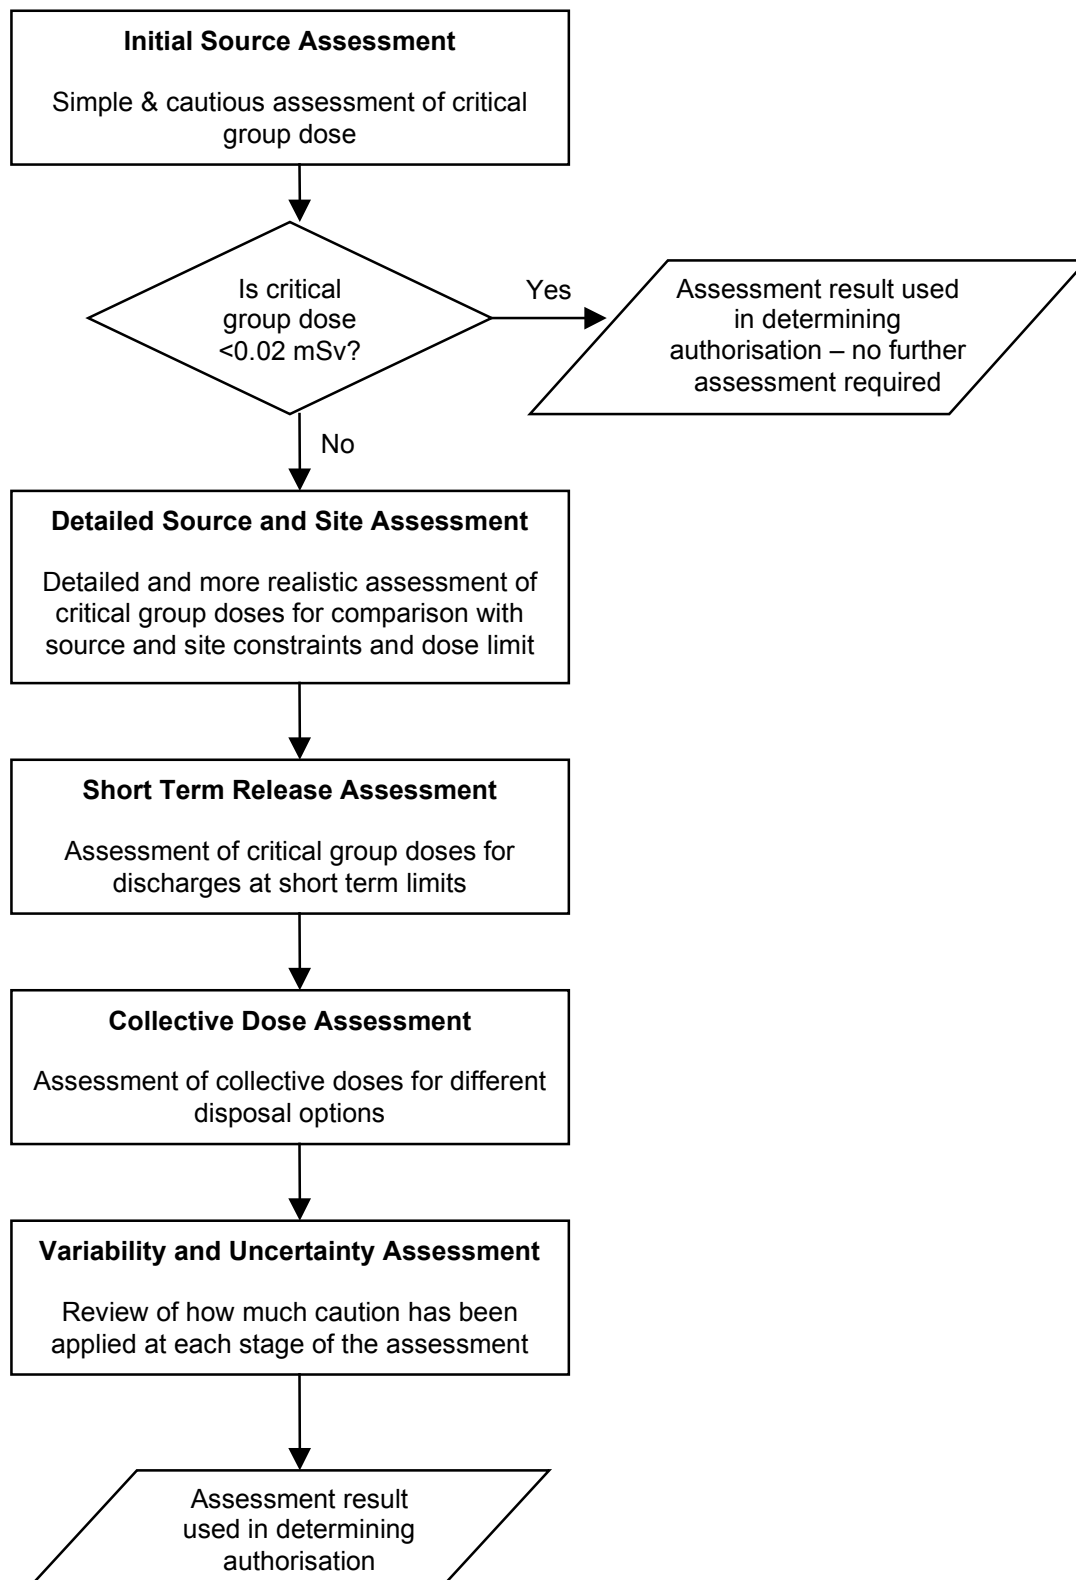 Initial Source Assessment
Simple & cautious assessment of critical
group dose
Is critical
group dose
<0.02 mSv?
Yes
Assessment result used
in determining
authorisation – no further
assessment required
No
Detailed Source and Site Assessment
Detailed and more realistic assessment of
critical group doses for comparison with
source and site constraints and dose limit
Short Term Release Assessment
Assessment of critical group doses for
discharges at short term limits
Collective Dose Assessment
Assessment of collective doses for different
disposal options
Variability and Uncertainty Assessment
Review of how much caution has been
applied at each stage of the assessment
Assessment result
used in determining
authorisation